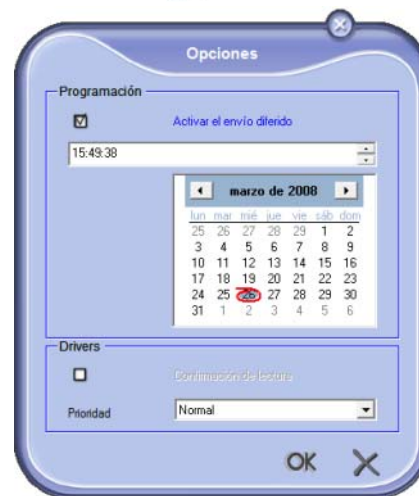 Opciones
Programación
Activar el envío diferido
15:49:38
marzo de 2008
lun mar mié jue vie sáb dom
25 26 27 28 29 1 2
3 4 5 6 7 8 9
10 11 12 13 14 15 16
17 18 19 20 21 22 23
24 25 26 27 28 29 30
31 1 2 3 4 5 6
Drivers
Confirmación de lectura
Prioridad Normal
OK